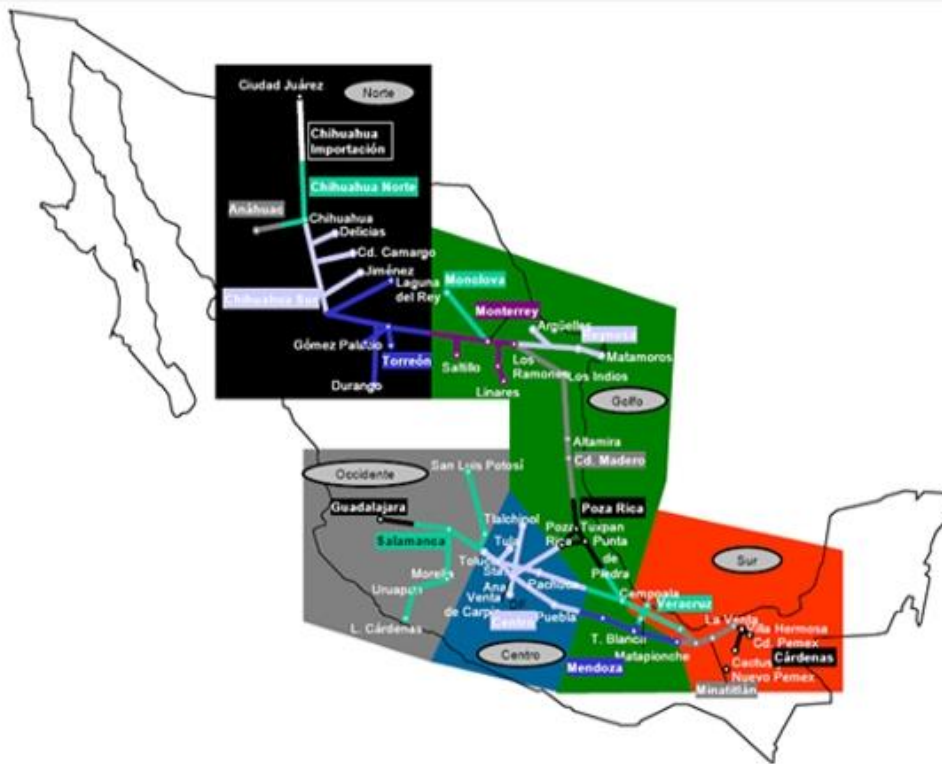 Ciudad Juárez
Norte
Chihuahua
Importación
Chihuahua Norte
Anáhuac
Chihuahua
Delicias
Cd. Camargo
Jiménez
Laguna
del Rey
Monclova
Chihuahua Sur
Monterrey
Argüelles
Reynosa
Gómez Palacio
Torreón
Matamoros
Saltillo
Los
Ramones
Los Indios
Durango
Linares
Golfo
Altamira
Cd. Madero
San Luis Potosí
Occidente
Guadalajara
Poza Rica
Tlalchinol
Salamanca
Tula
Poza
Rica
Tuxpan
Punta
de
Piedra
Sur
Toluca
Sta
Ana
Morelia
Pachuca
Uruapan
Venta
de Carpio
Cempoala
Veracruz
L. Cárdenas
Centro
Puebla
La Venta
Villa Hermosa
T. Blanca
Cd. Pemex
Centro
Mendoza
Matapionche
Cárdenas
Cactus
Nuevo Pemex
Minatitlán